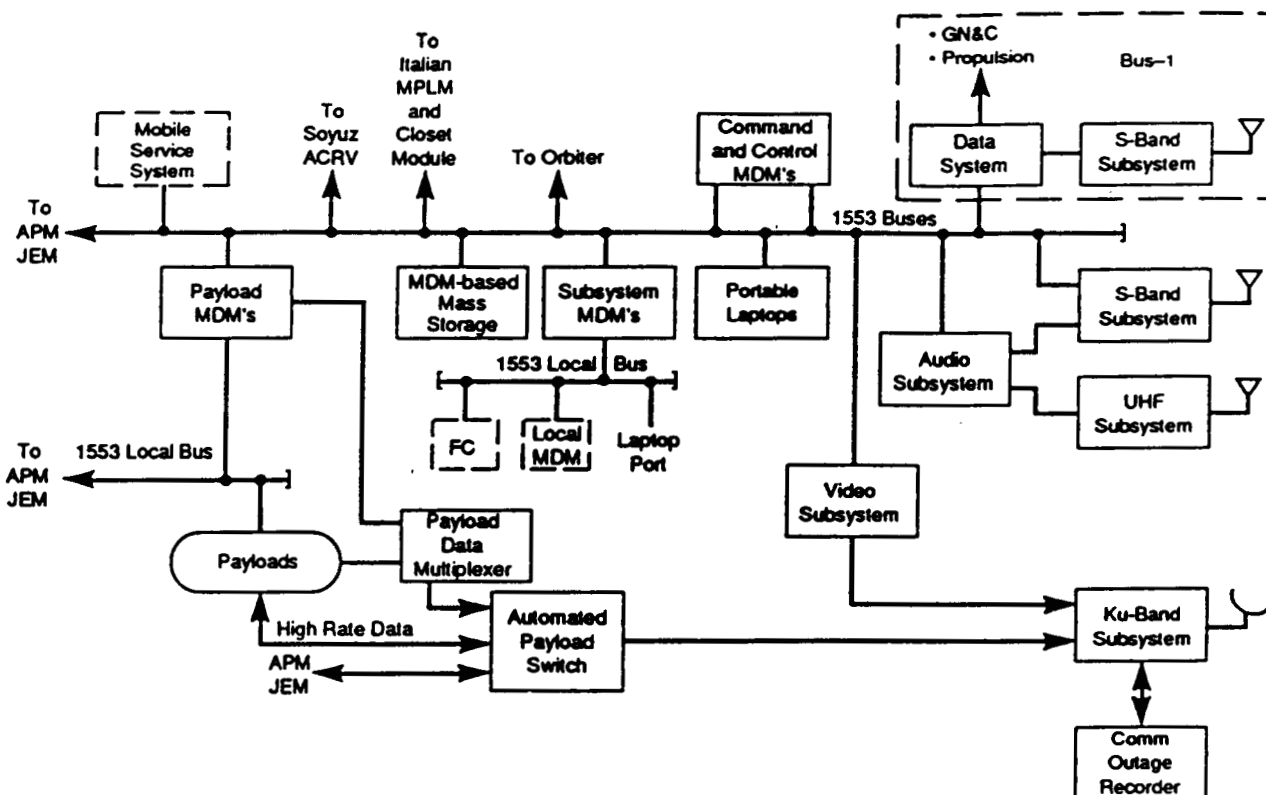 • GN&C
• Propulsion
Bus–1
To
Italian
MPLM
and
Closet
Module
To
Soyuz
ACRV
Mobile
Service
System
To Orbiter
Command
and Control
MDM's
Data
System
S-Band
Subsystem
To
APM
JEM
1553 Buses
Payload
MDM's
MDM-based
Mass
Storage
Subsystem
MDM's
Portable
Laptops
S-Band
Subsystem
Audio
Subsystem
UHF
Subsystem
1553 Local Bus
FC
Local
MDM
Laptop
Port
To
APM
JEM
1553 Local Bus
Video
Subsystem
Payloads
Payload
Data
Multiplexer
High Rate Data
APM
JEM
Automated
Payload
Switch
Ku-Band
Subsystem
Comm
Outage
Recorder